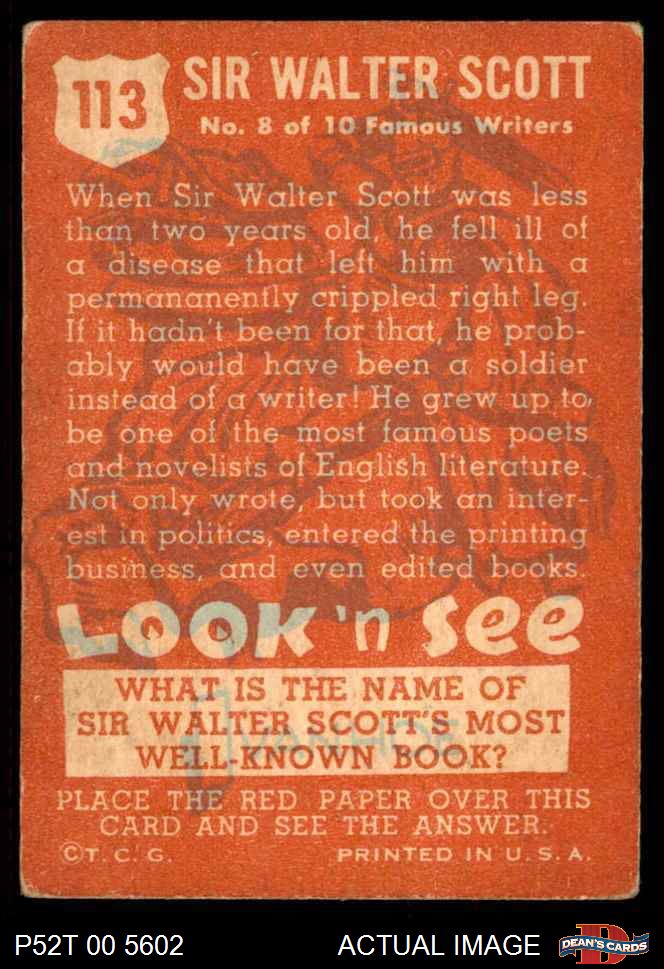 113
SIR WALTER SCOTT
No. 8 of 10 Famous Writers
When Sir Walter Scott was less
than two years old, he fell ill of
a disease that left him with a
permananently crippled right leg.
If it hadn't been for that, he prob-
ably would have been a soldier
instead of a writer! He grew up to
be one of the most famous poets
and novelists of English literature.
Not only wrote, but took an inter-
est in politics, entered the printing
business, and even edited books.
LOOK 'n See
WHAT IS THE NAME OF
SIR WALTER SCOTT'S MOST
WELL-KNOWN BOOK?
IVANHOE
PLACE THE RED PAPER OVER THIS
CARD AND SEE THE ANSWER.
©T. C. G. PRINTED IN U. S. A.
P52T 00 5602 ACTUAL IMAGE DEAN'S CARDS